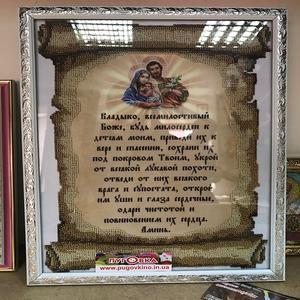 Владыко, всемилостивый
Боже, будь милосерден к
детям моим, приведи их к
вере и спасению, сохрани их
под покровом Твоим, укрой
от всякой лукавой похоти,
отведи от них всякого
врага и супостата, открой
им уши и глаза сердечные,
одари чистотой и
повиновением их сердца.
Аминь.
ПУГОВКА
www.pugovkino.in.ua